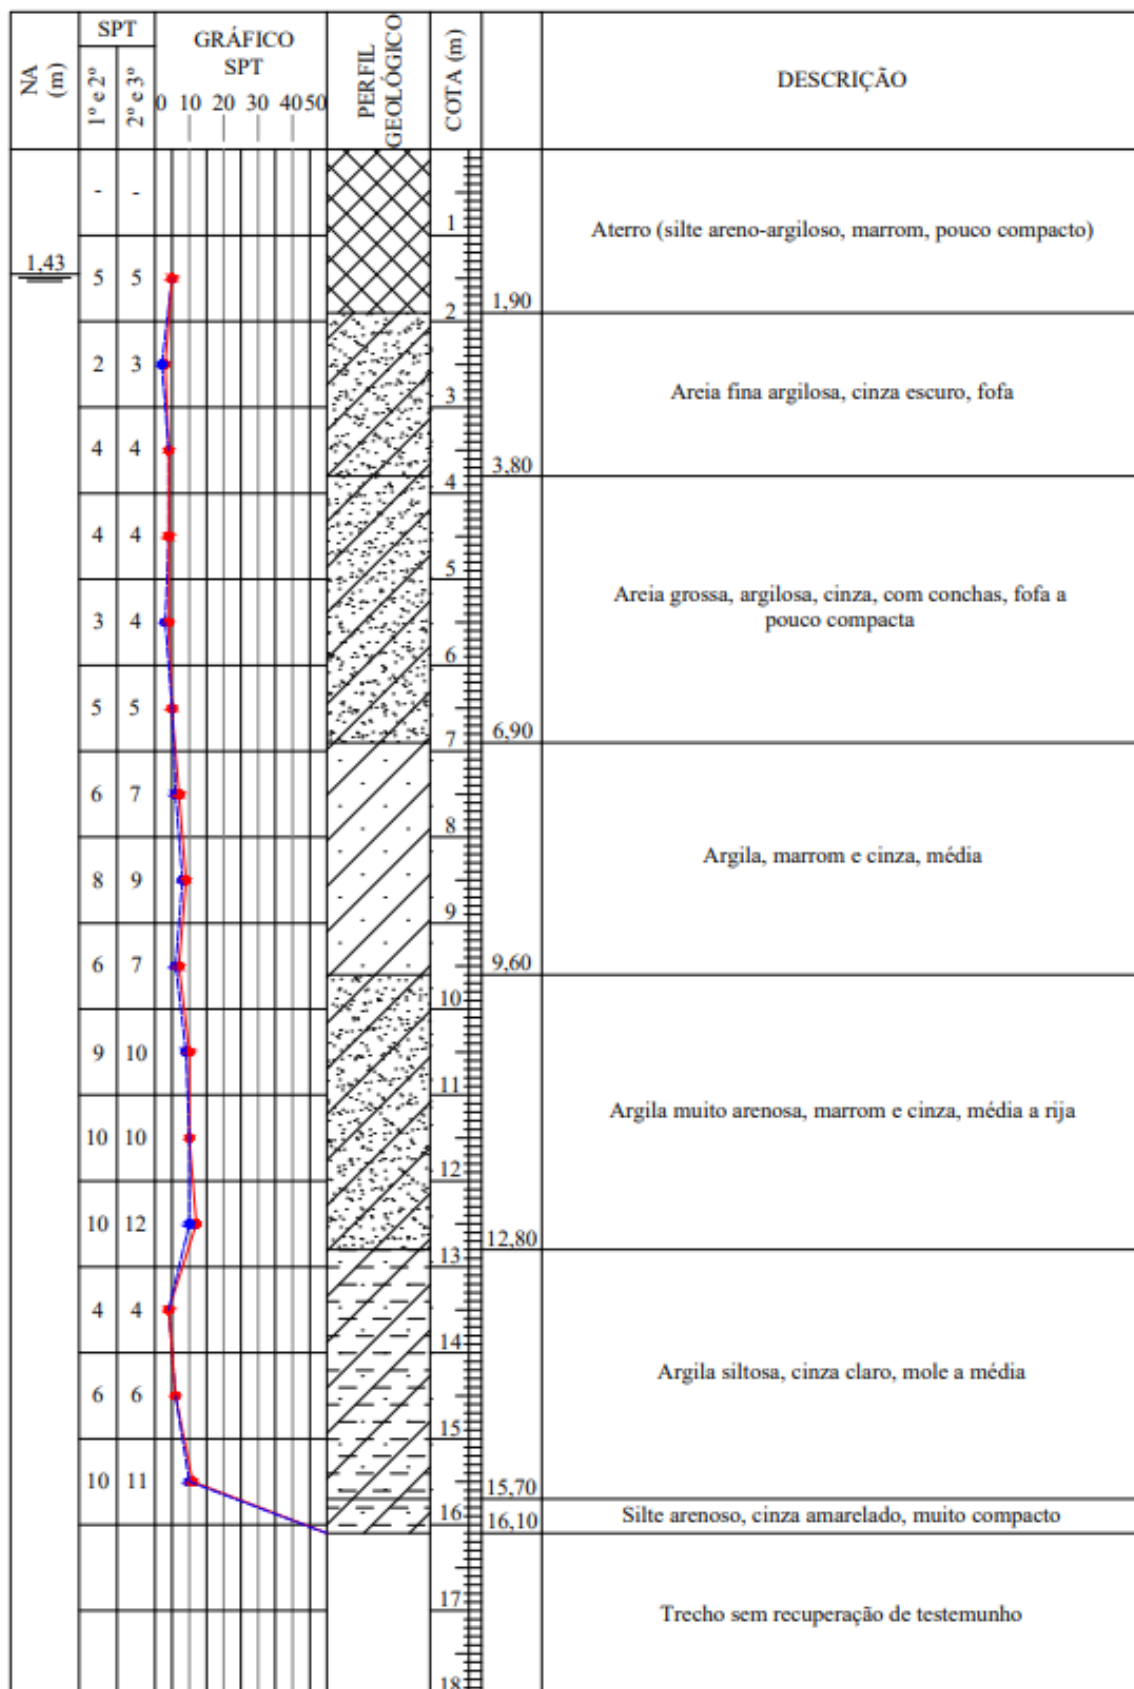 NA (m)
SPT
1º e 2º
2º e 3º
GRÁFICO
SPT
0 10 20 30 40 50
PERFIL
GEOLÓGICO
COTA (m)
DESCRIÇÃO
- -
1
Aterro (silte areno-argiloso, marrom, pouco compacto)
1,43
5 5
1,90
2
2 3
Areia fina argilosa, cinza escuro, fofa
3
4 4
3,80
4
4 4
5
Areia grossa, argilosa, cinza, com conchas, fofa a
pouco compacta
3 4
6
5 5
6,90
7
6 7
8
Argila, marrom e cinza, média
8 9
9
6 7
9,60
10
9 10
11
Argila muito arenosa, marrom e cinza, média a rija
10 10
12
10 12
12,80
13
4 4
14
Argila siltosa, cinza claro, mole a média
6 6
15
10 11
15,70
16
16,10
Silte arenoso, cinza amarelado, muito compacto
17
Trecho sem recuperação de testemunho
18